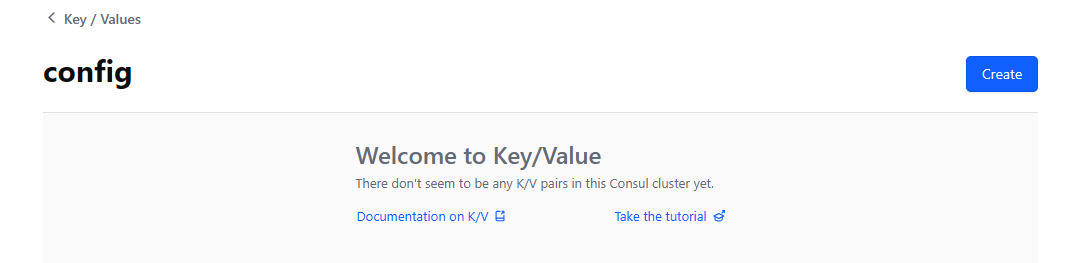 Key / Values
config
Create
Welcome to Key/Value
There don't seem to be any K/V pairs in this Consul cluster yet.
Documentation on K/V
Take the tutorial